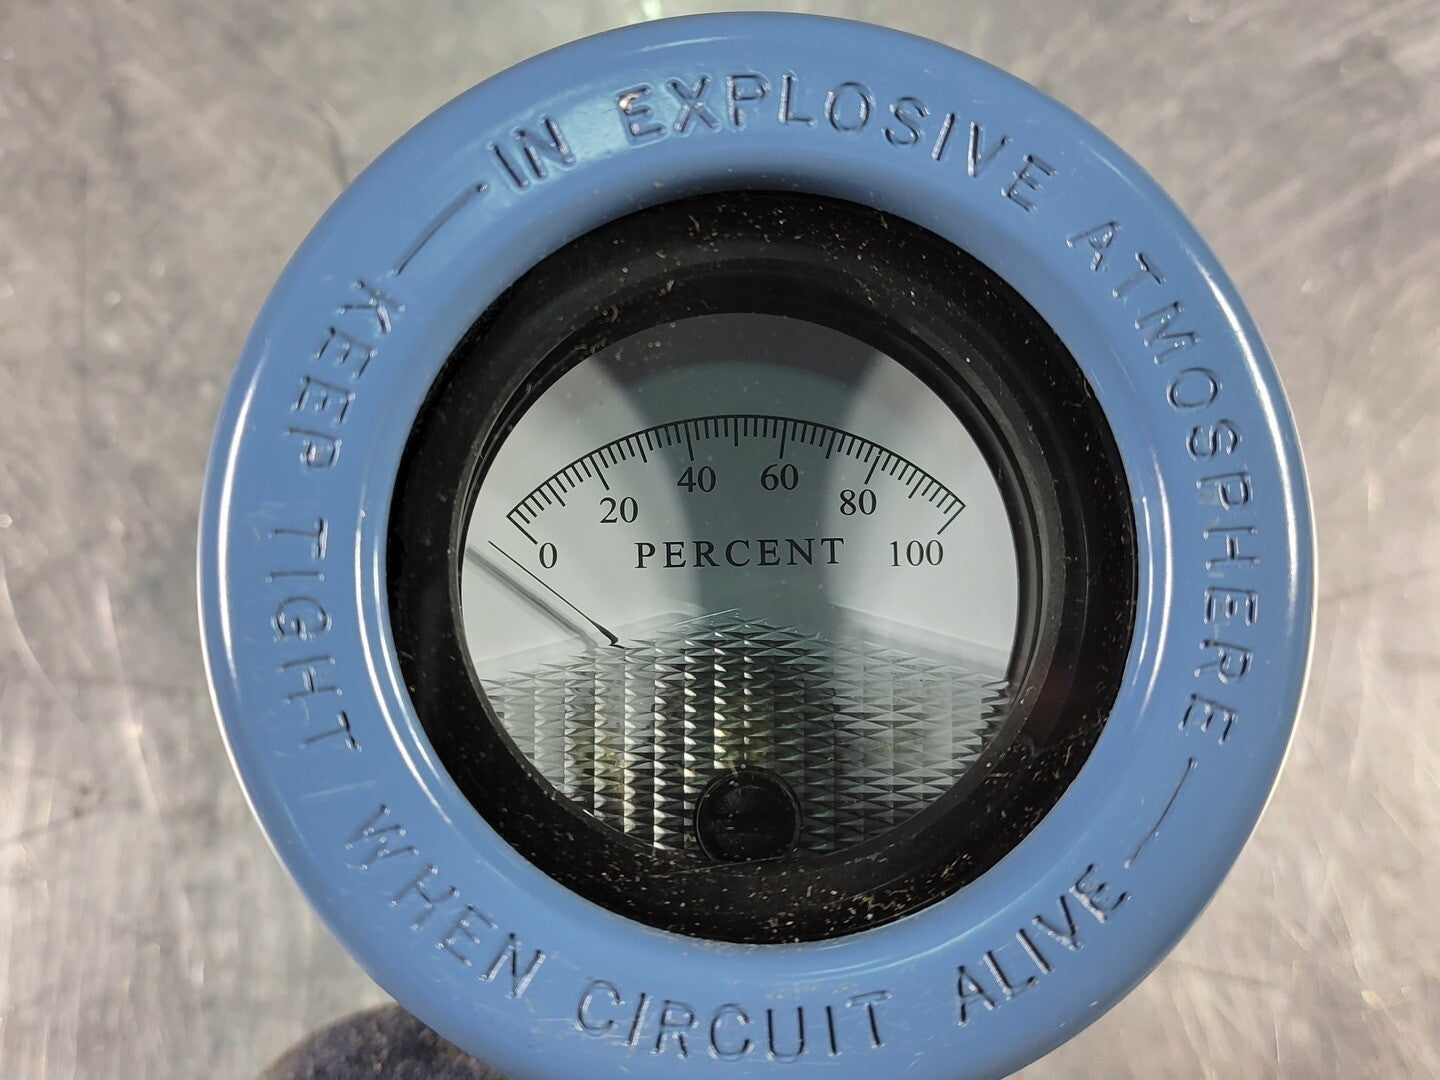 IN EXPLOSIVE ATMOSPHERE
KEEP TIGHT WHEN CIRCUIT ALIVE
0 20 40 60 80 100
PERCENT